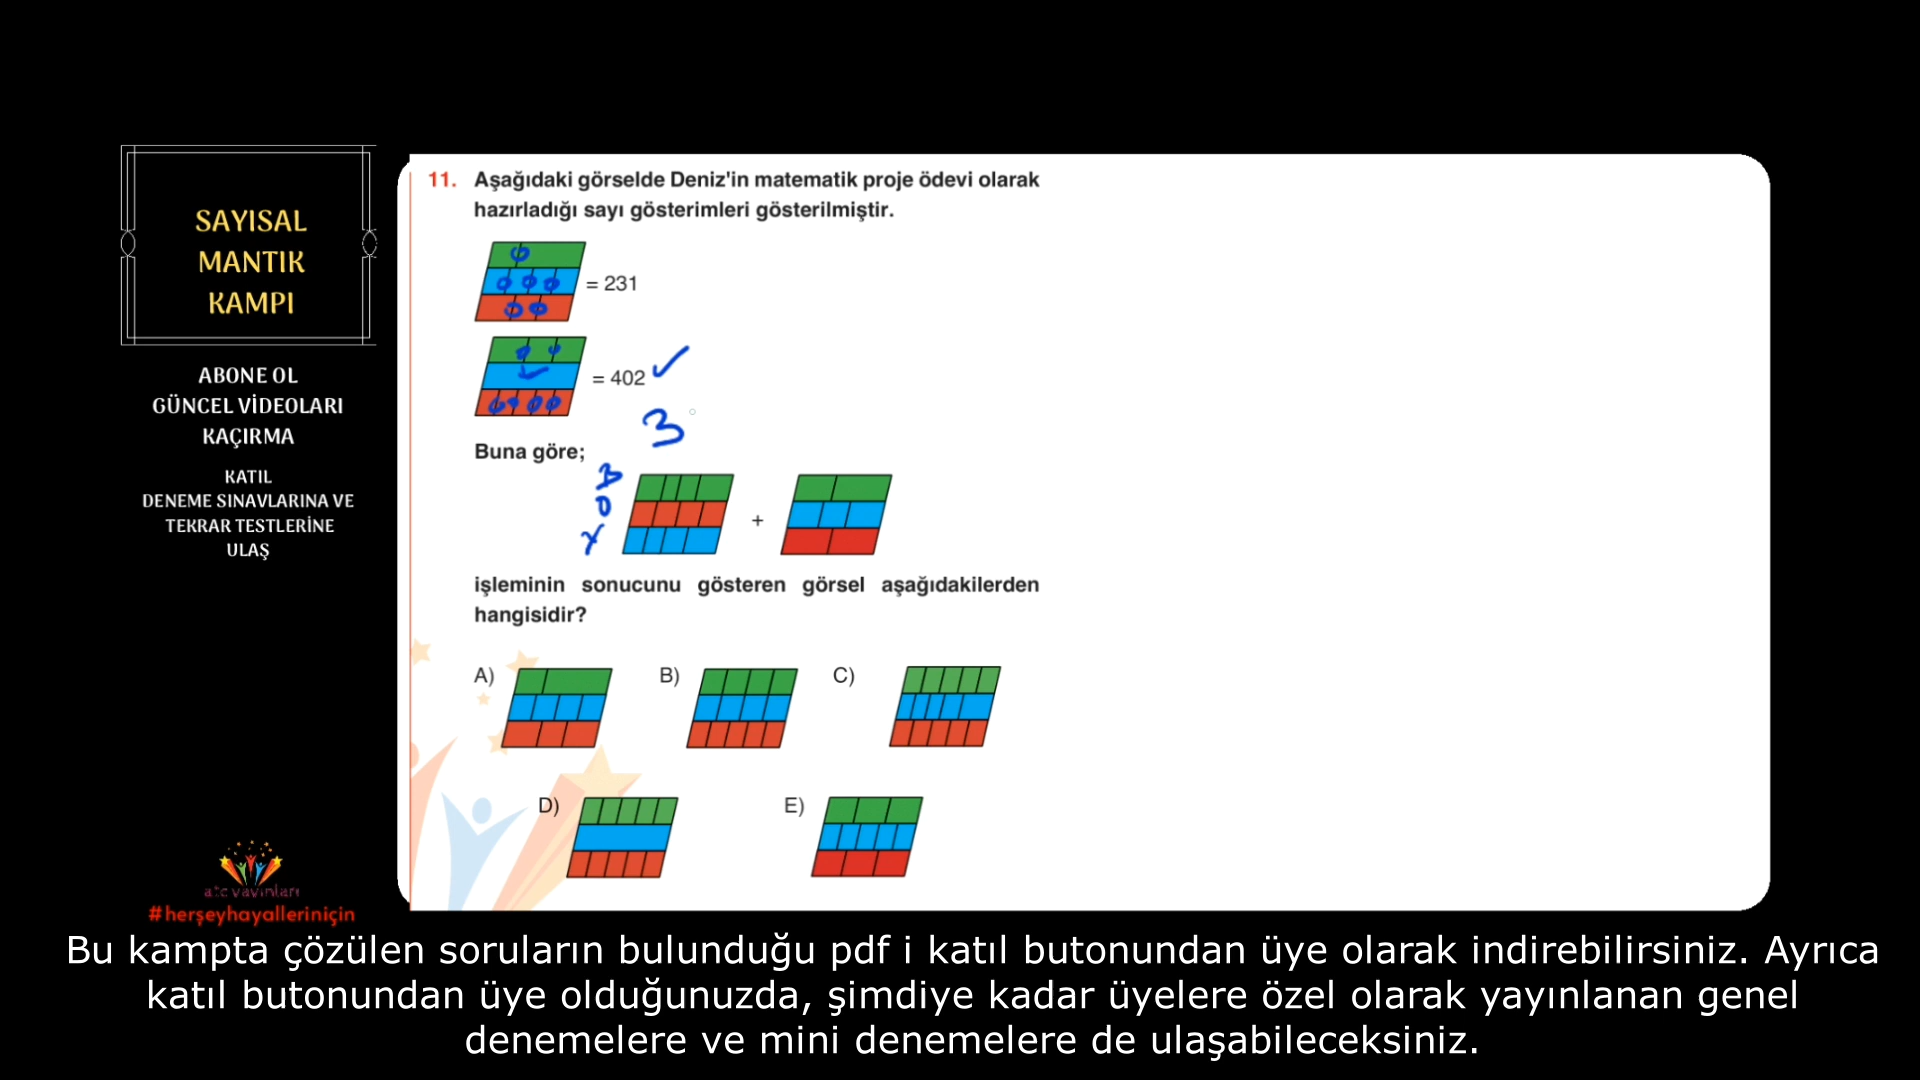 SAYISAL
MANTIK
KAMPI
ABONE OL
GÜNCEL VİDEOLARI
KAÇIRMA
KATIL
DENEME SINAVLARINA VE
TEKRAR TESTLERİNE
ULAŞ
#herşeyhayalleriniçin
11. Aşağıdaki görselde Deniz'in matematik proje ödevi olarak
hazırladığı sayı gösterimleri gösterilmiştir.
= 231
= 402
3
Buna göre;
+
işleminin sonucunu gösteren görsel aşağıdakilerden
hangisidir?
A) B) C)
D) E)
Bu kampta çözülen soruların bulunduğu pdf i katıl butonundan üye olarak indirebilirsiniz. Ayrıca
katıl butonundan üye olduğunuzda, şimdiye kadar üyelere özel olarak yayınlanan genel
denemelere ve mini denemelere de ulaşabileceksiniz.